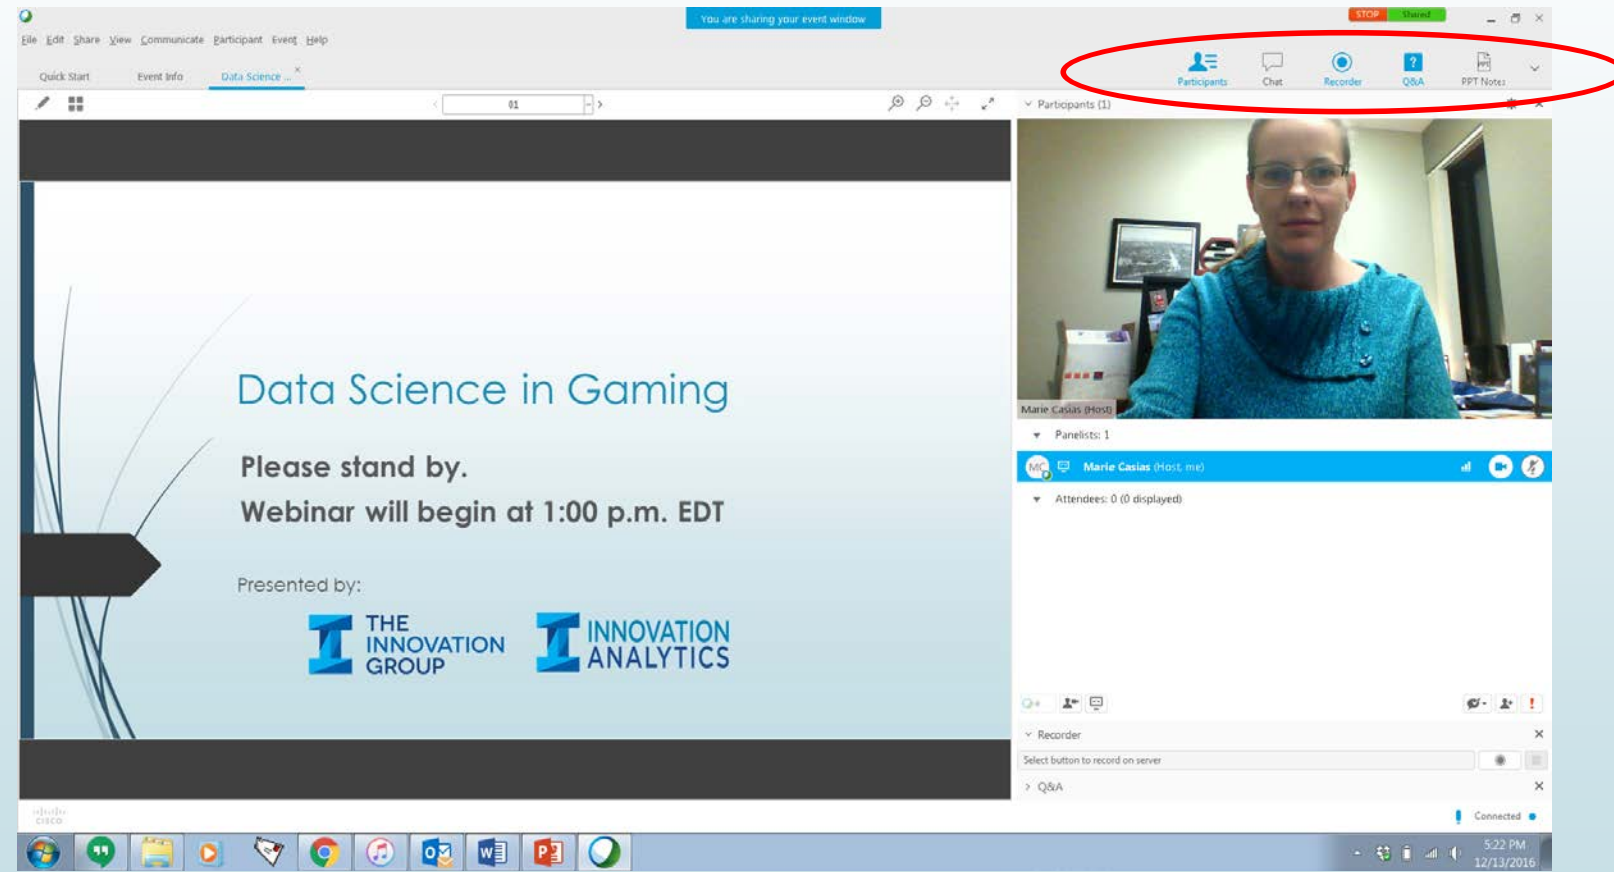 You are sharing your event window
STOP Shared
File Edit Share View Communicate Participant Event Help
Quick Start Event Info Data Science ... ×
Participants Chat Recorder Q&A PPT Notes
01
Participants (1)
Data Science in Gaming
Please stand by.
Webinar will begin at 1:00 p.m. EDT
Presented by:
THE
INNOVATION
GROUP
INNOVATION
ANALYTICS
Marie Casias (Host)
Panelists: 1
MC Marie Casias (Host, me)
Attendees: 0 (0 displayed)
Recorder
Select button to record on server
Q&A
CISCO
Connected
5:22 PM
12/13/2016